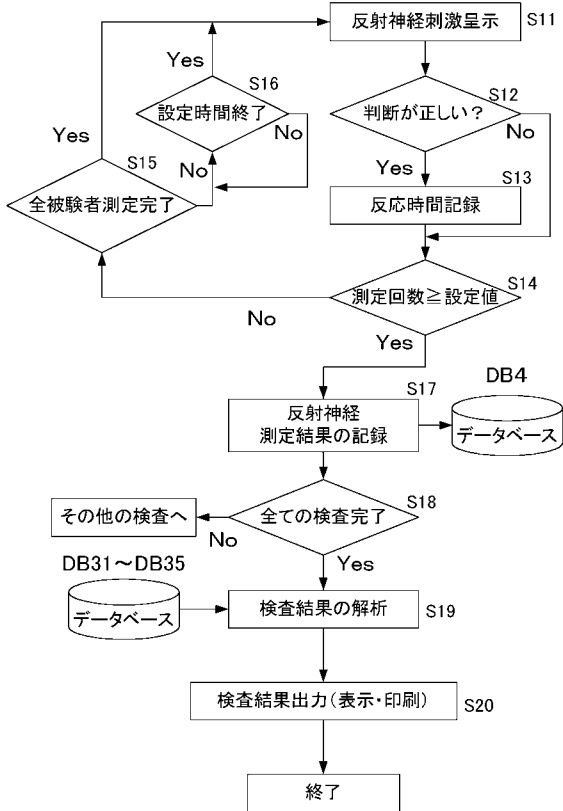 反射神経刺激呈示
S11
Yes
S16
設定時間終了
No
判断が正しい？
S12
No
Yes
Yes
S15
全被験者測定完了
No
S13
反応時間記録
測定回数≧設定値
S14
No
Yes
S17
反射神経
測定結果の記録
DB4
データベース
その他の検査へ
全ての検査完了
S18
No
Yes
DB31～DB35
データベース
検査結果の解析
S19
検査結果出力（表示・印刷）
S20
終了